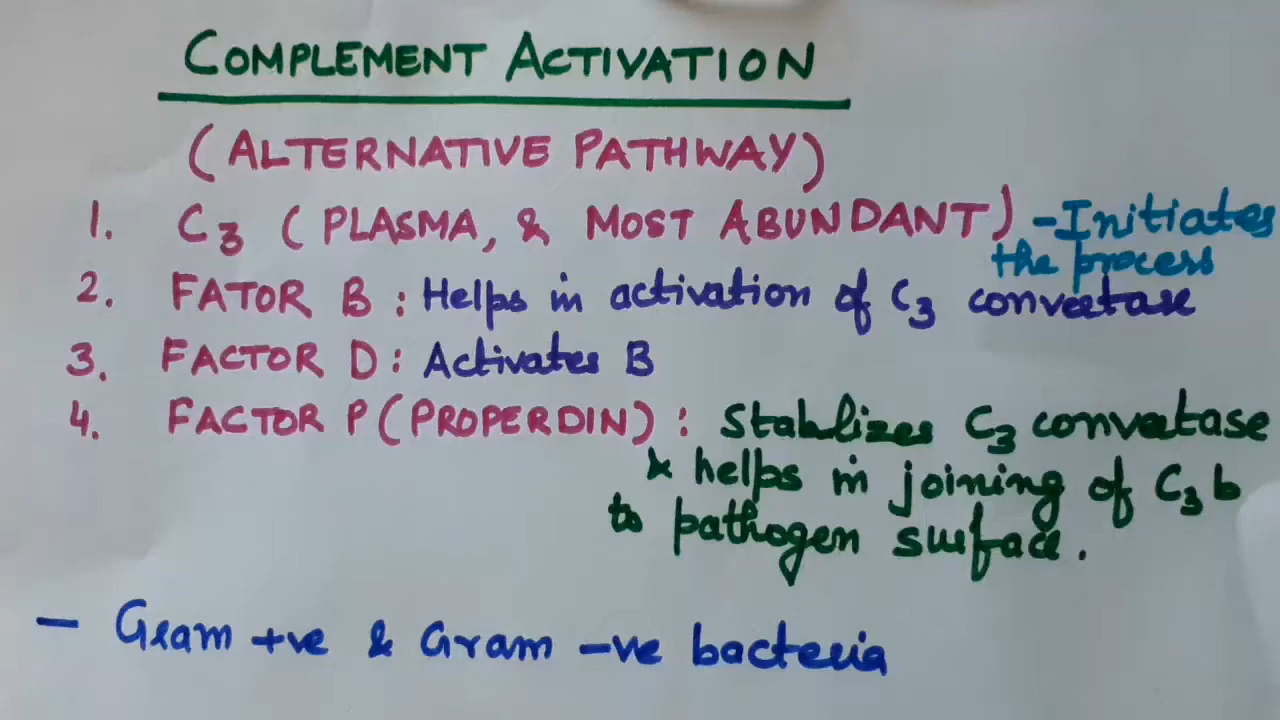 COMPLEMENT ACTIVATION
(ALTERNATIVE PATHWAY)
1. C3 (PLASMA, & MOST ABUNDANT) - Initiates
the process
2. FATOR B : Helps in activation of C3 convertase
3. FACTOR D : Activates B
4. FACTOR P (PROPERDIN) : Stabilizes C3 convertase
& helps in joining of C3b
to pathogen surface.
- Gram +ve & Gram -ve bacteria